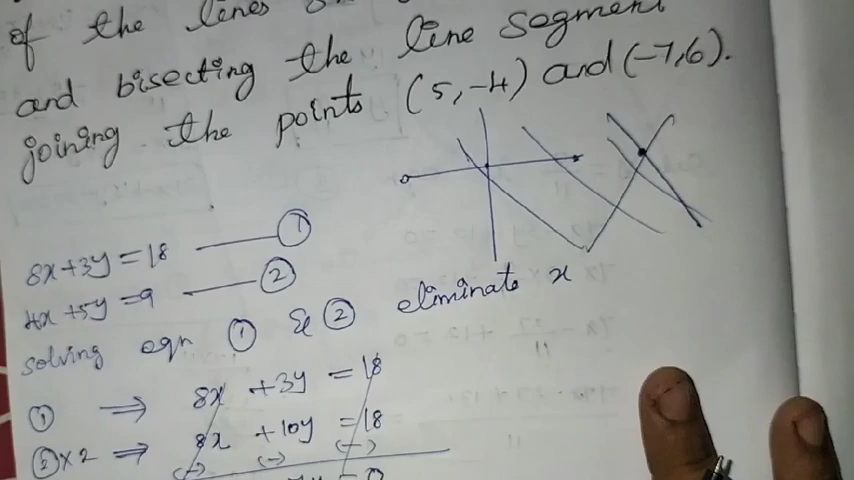 of the lines
and bisecting the line segment
joining the points (5,-4) and (-7,6).
8x+3y=18 ——— ①
4x+5y=9 ——— ②
solving eqn ① & ② eliminate x
① ⇒ 8x +3y = 18
②×2 ⇒ 8x +10y =18
(-) (-) (-)